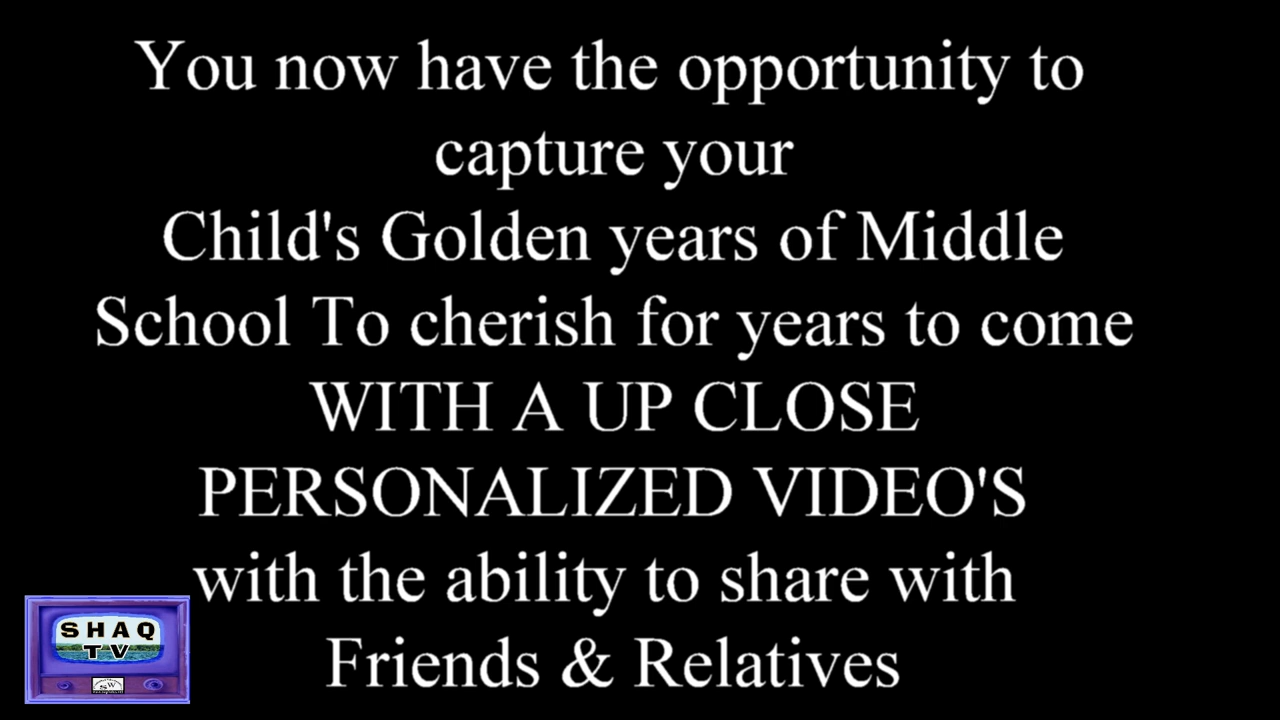 You now have the opportunity to
capture your
Child's Golden years of Middle
School To cherish for years to come
WITH A UP CLOSE
PERSONALIZED VIDEO'S
with the ability to share with
Friends & Relatives
SHAQ
TV